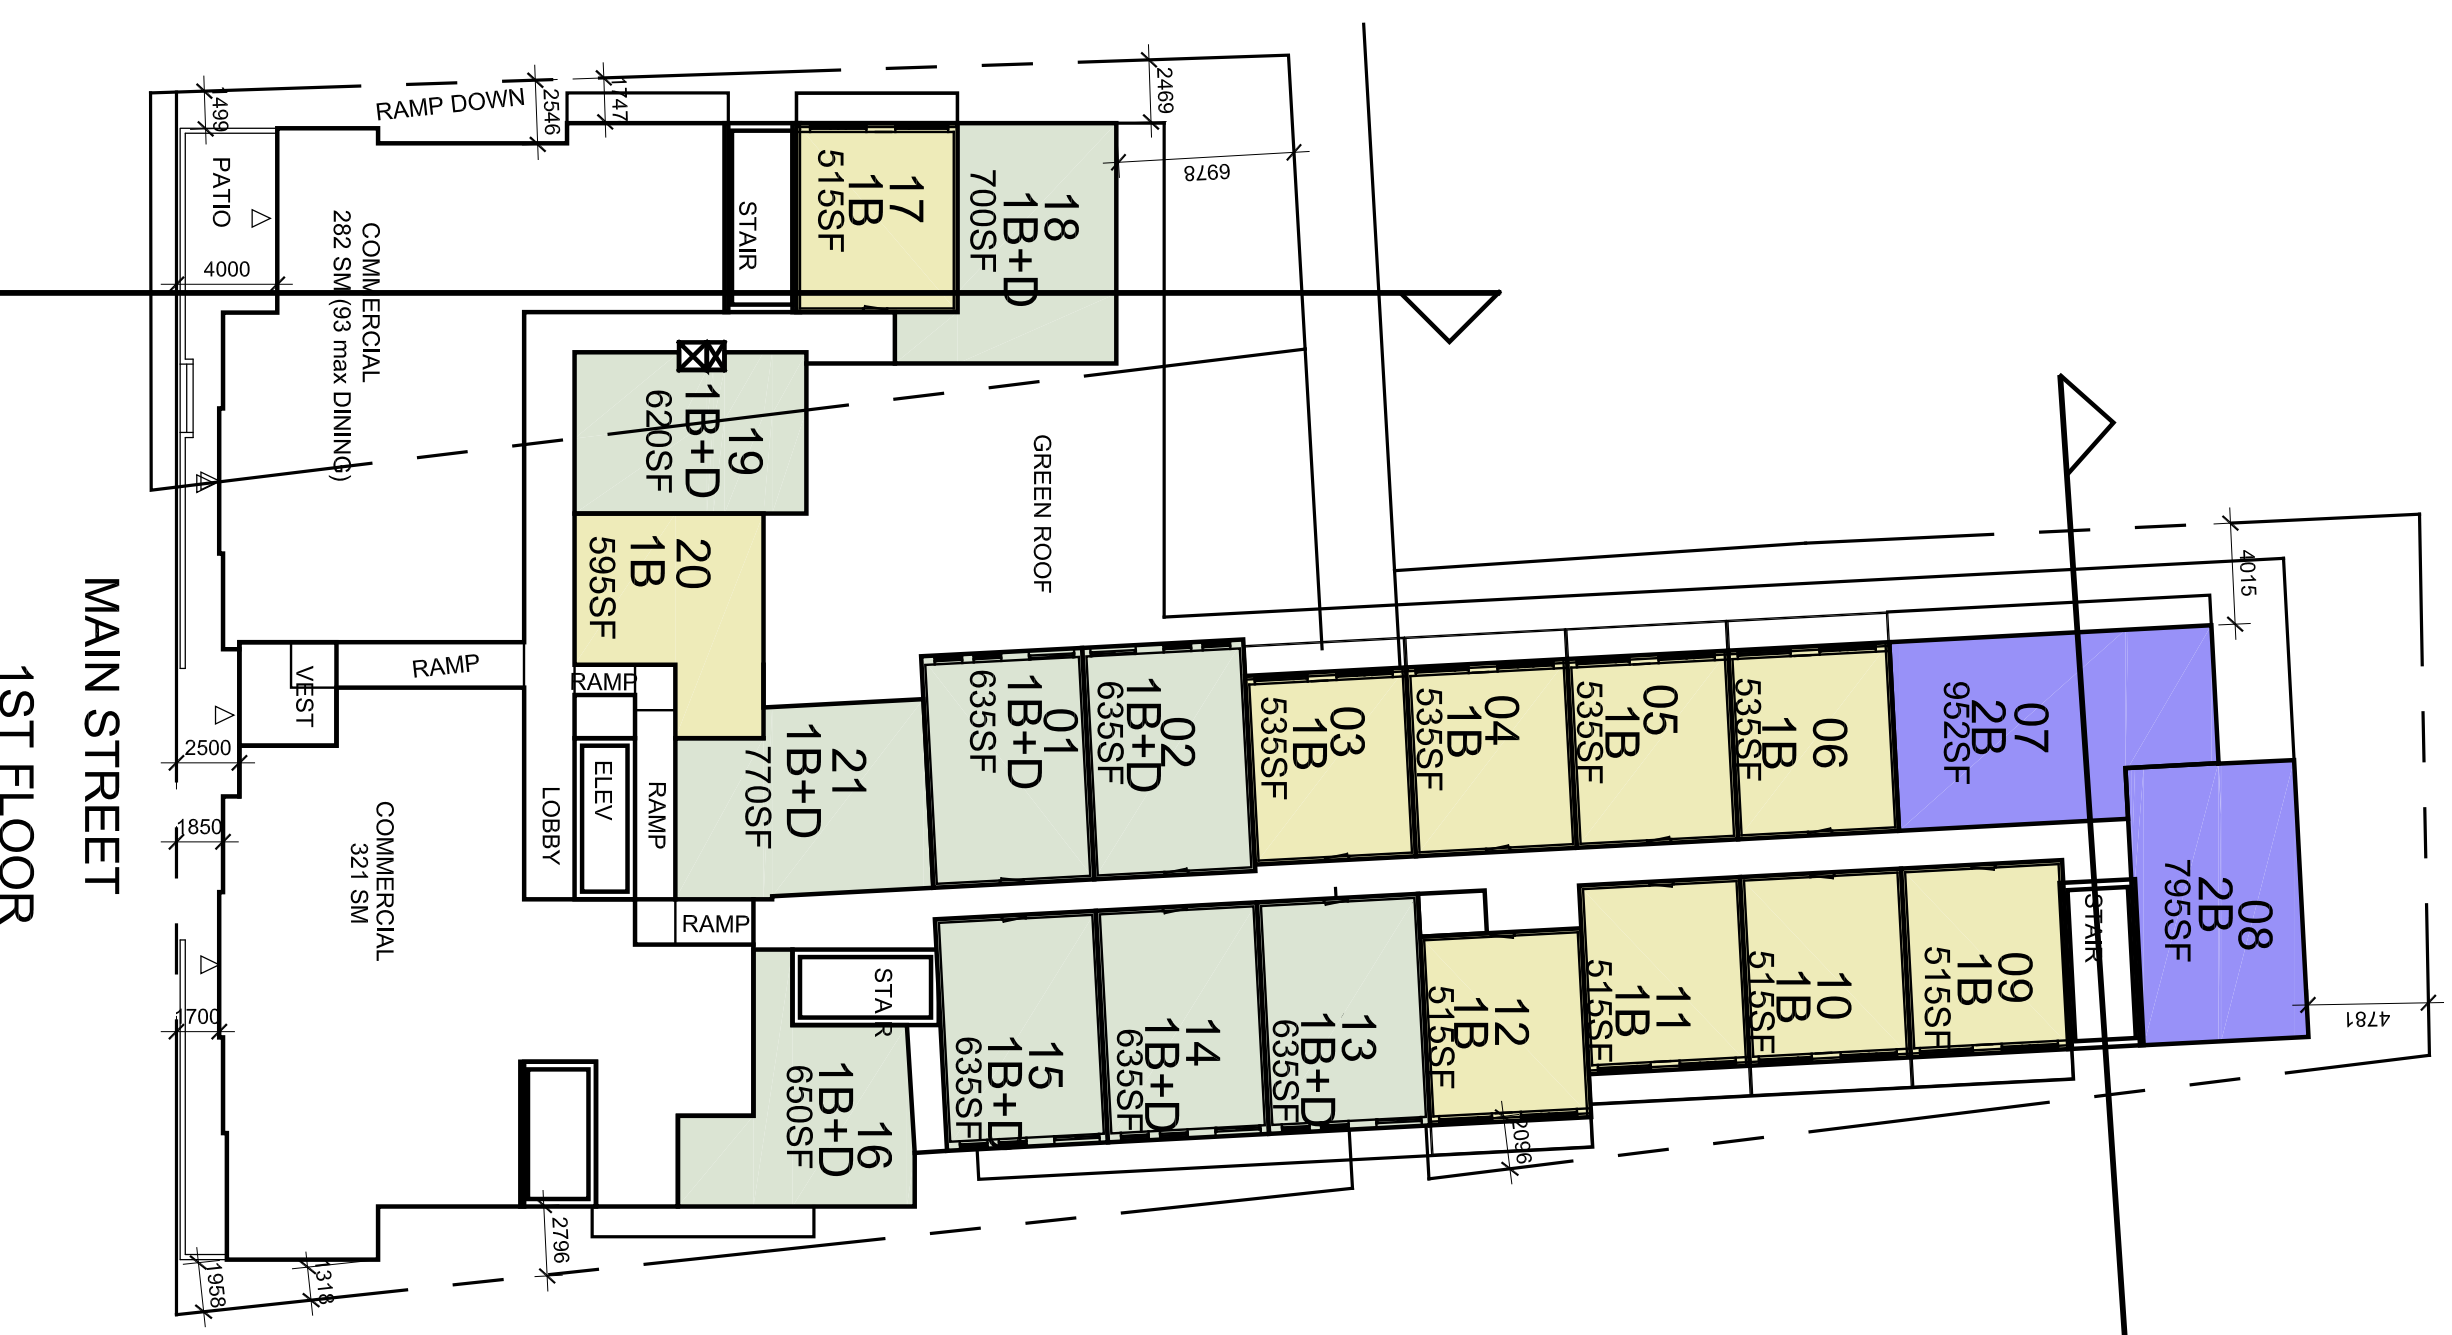 MAIN STREET
1ST FLOOR
RAMP DOWN
1499
2546
1747
2469
6978
PATIO
4000
COMMERCIAL
282 SM (93 max DINING)
STAIR
17
1B
515SF
18
1B+D
700SF
19
1B+D
620SF
20
1B
595SF
GREEN ROOF
VEST
RAMP
RAMP
ELEV
RAMP
LOBBY
RAMP
2500
1850
1700
COMMERCIAL
321 SM
21
1B+D
770SF
01
1B+D
635SF
02
1B+D
635SF
03
1B
535SF
04
1B
535SF
05
1B
535SF
06
1B
535SF
07
2B
952SF
4015
08
2B
795SF
4781
STAIR
09
1B
515SF
10
1B
515SF
11
1B
515SF
12
1B
515SF
2096
13
1B+D
635SF
14
1B+D
635SF
15
1B+D
635SF
STAIR
16
1B+D
650SF
2796
1318
1958